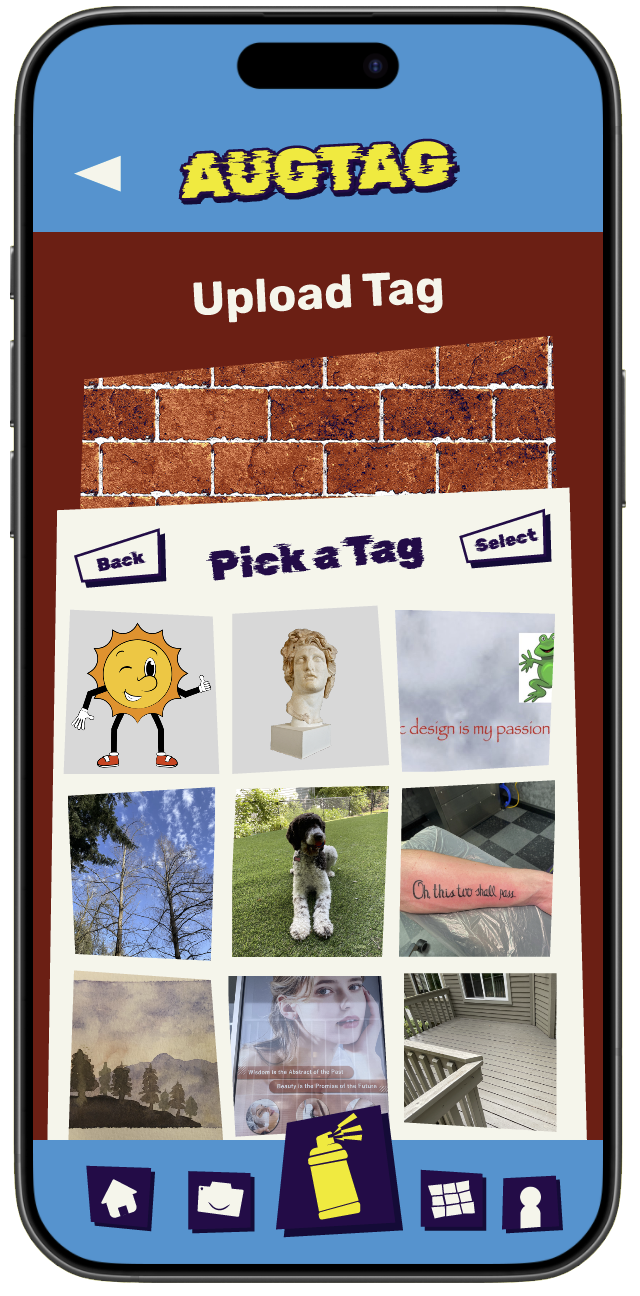 AUGTAG
Upload Tag
Back
Pick a Tag
Select
c design is my passion
Oh this too shall pass
Wisdom is the Abstract of the Past
Beauty is the Promise of the Future